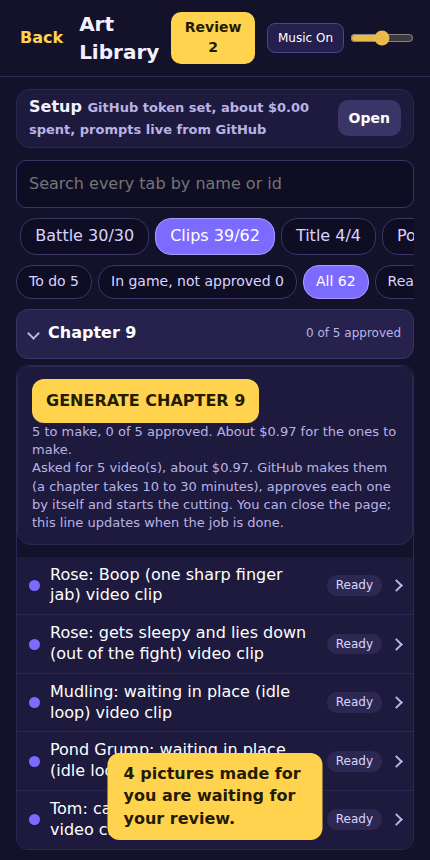 Back
Art
Library
Review
2
Music On
Setup GitHub token set, about $0.00
spent, prompts live from GitHub
Open
Search every tab by name or id
Battle 30/30
Clips 39/62
Title 4/4
Po
To do 5
In game, not approved 0
All 62
Rea
Chapter 9
0 of 5 approved
GENERATE CHAPTER 9
5 to make, 0 of 5 approved. About $0.97 for the ones to
make.
Asked for 5 video(s), about $0.97. GitHub makes them
(a chapter takes 10 to 30 minutes), approves each one
by itself and starts the cutting. You can close the page;
this line updates when the job is done.
Rose: Boop (one sharp finger
jab) video clip
Ready
Rose: gets sleepy and lies down
(out of the fight) video clip
Ready
Mudling: waiting in place (idle
loop) video clip
Ready
Pond Grump: waiting in place
(idle
Ready
Tom:
video
Ready
4 pictures made for
you are waiting for
your review.